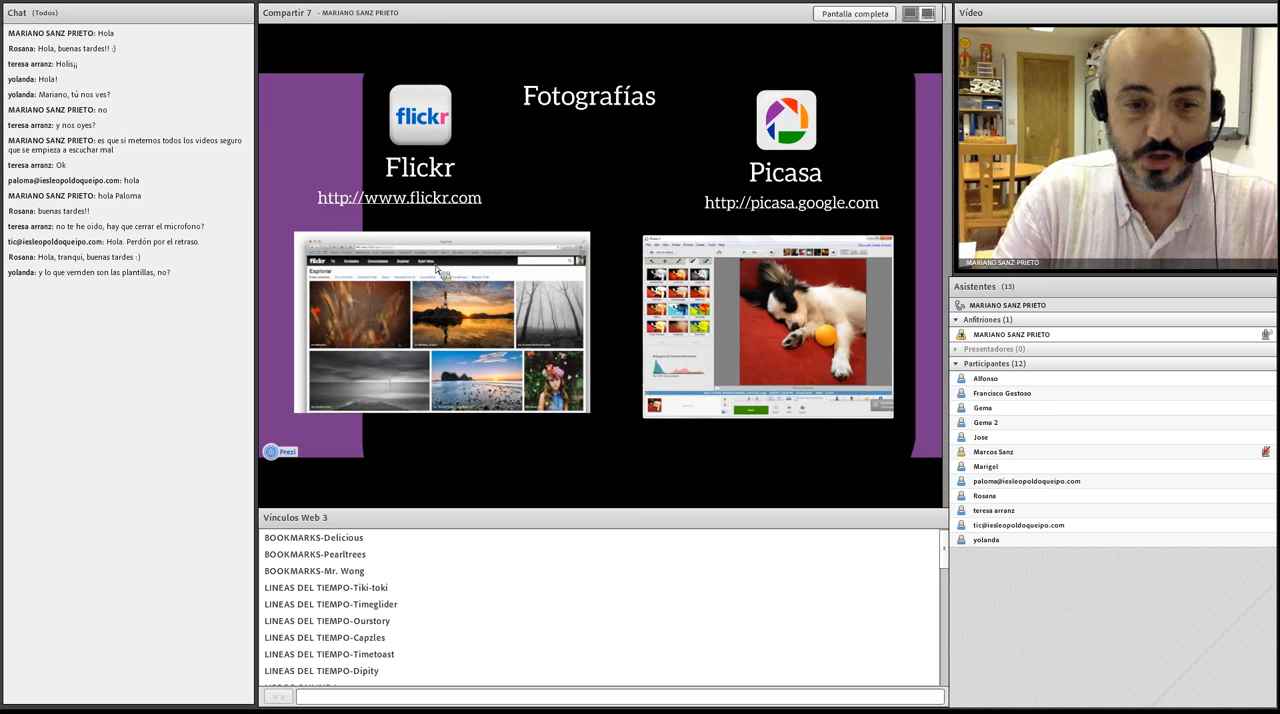 Chat (Todos)
MARIANO SANZ PRIETO: Hola
Rosana: Hola, buenas tardes!! :)
teresa arranz: Holis¡¡
yolanda: Hola!
yolanda: Mariano, tú nos ves?
MARIANO SANZ PRIETO: no
teresa arranz: y nos oyes?
MARIANO SANZ PRIETO: es que si metemos todos los videos seguro
que se empieza a escuchar mal
teresa arranz: Ok
paloma@iesleopoldoqueipo.com: hola
MARIANO SANZ PRIETO: hola Paloma
Rosana: buenas tardes!!
teresa arranz: no te he oido, hay que cerrar el microfono?
tic@iesleopoldoqueipo.com: Hola. Perdón por el retraso.
Rosana: Hola, tranqui, buenas tardes :)
yolanda: y lo que vernden son las plantillas, no?
Compartir 7 - MARIANO SANZ PRIETO
Pantalla completa
Fotografías
flickr
Flickr
http://www.flickr.com
Picasa
http://picasa.google.com
flickr
Explorar
Prezi
Vínculos Web 3
BOOKMARKS-Delicious
BOOKMARKS-Pearltrees
BOOKMARKS-Mr. Wong
LINEAS DEL TIEMPO-Tiki-toki
LINEAS DEL TIEMPO-Timeglider
LINEAS DEL TIEMPO-Ourstory
LINEAS DEL TIEMPO-Capzles
LINEAS DEL TIEMPO-Timetoast
LINEAS DEL TIEMPO-Dipity
Ir a
Vídeo
MARIANO SANZ PRIETO
Asistentes (13)
MARIANO SANZ PRIETO
Anfitriones (1)
MARIANO SANZ PRIETO
Presentadores (0)
Participantes (12)
Alfonso
Francisco Gestoso
Gema
Gema 2
Jose
Marcos Sanz
Marigel
paloma@iesleopoldoqueipo.com
Rosana
teresa arranz
tic@iesleopoldoqueipo.com
yolanda